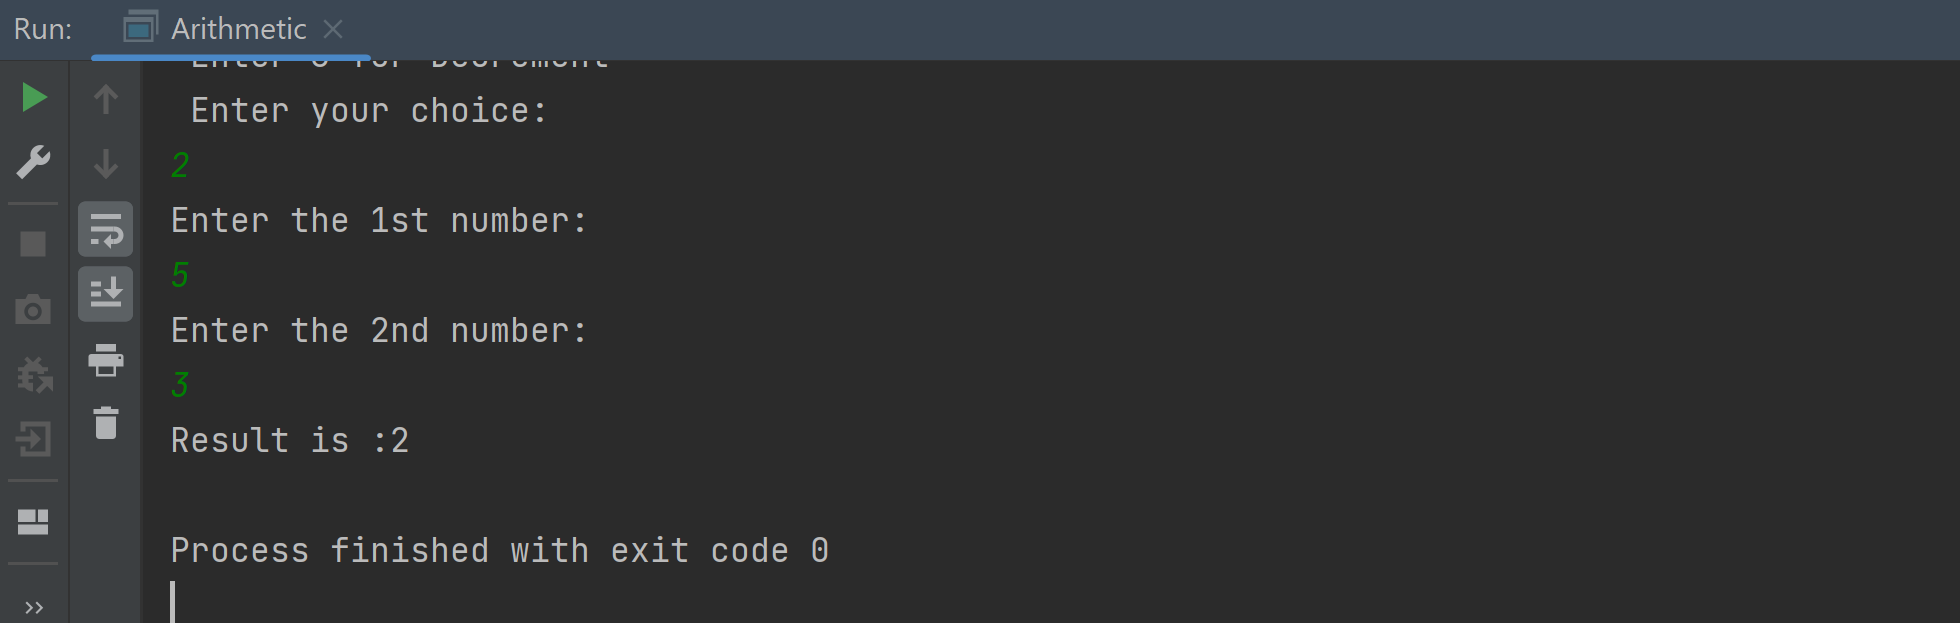 Run: Arithmetic
Enter your choice:
2
Enter the 1st number:
5
Enter the 2nd number:
3
Result is :2
Process finished with exit code 0